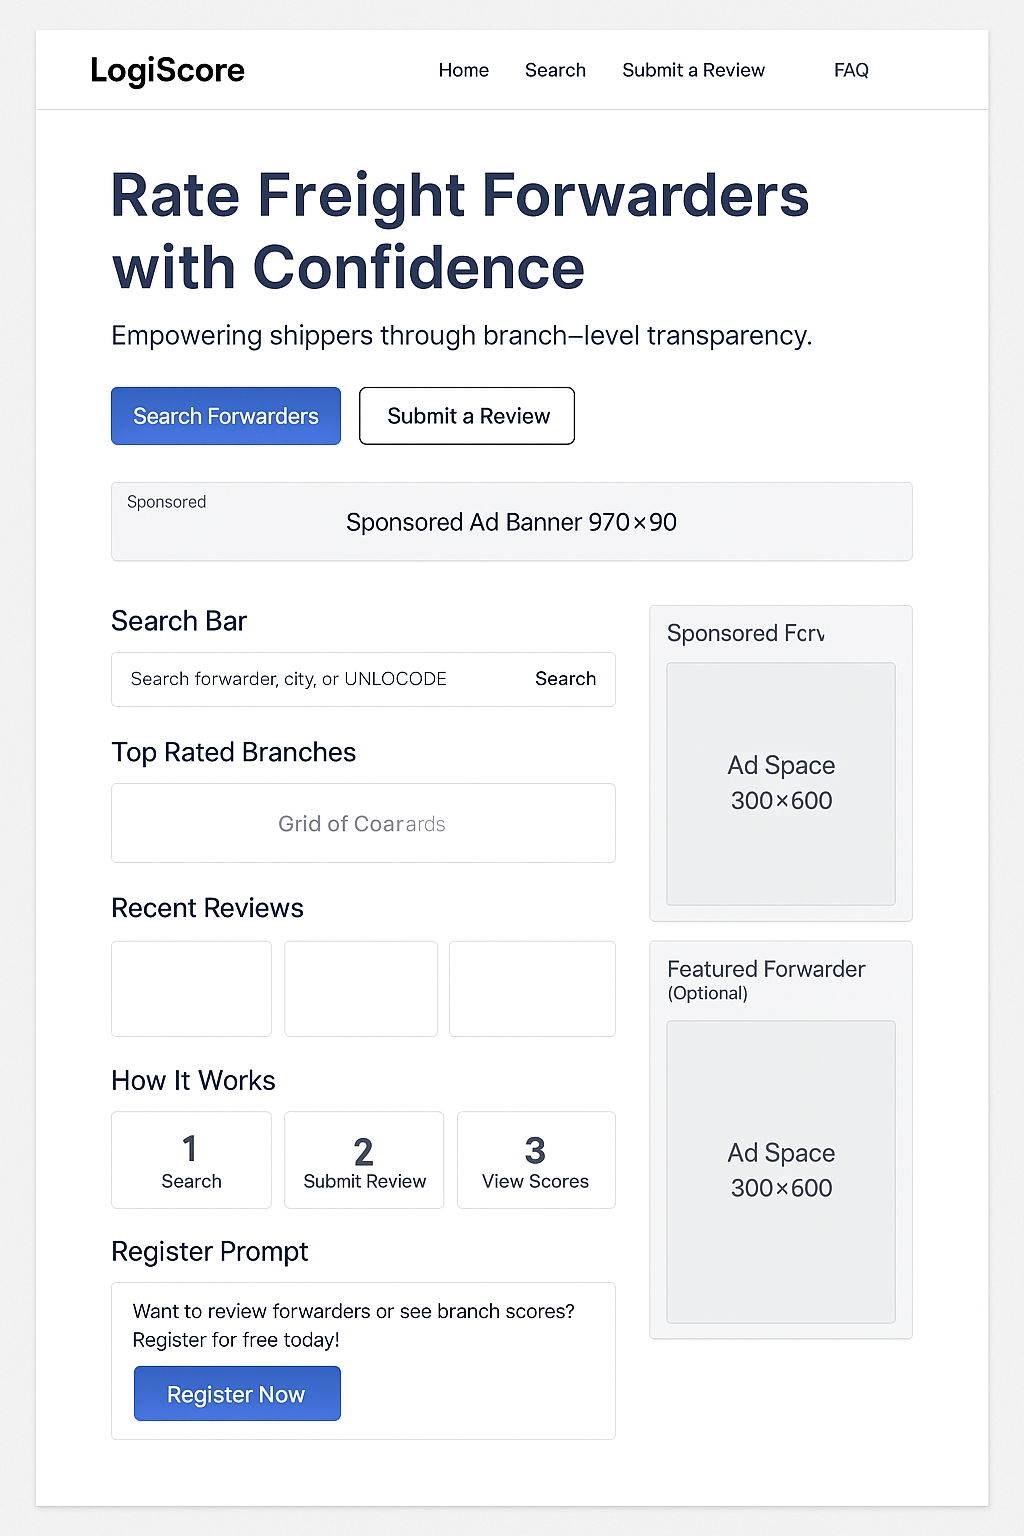 LogiScore
Home Search Submit a Review FAQ
Rate Freight Forwarders
with Confidence
Empowering shippers through branch–level transparency.
Search Forwarders
Submit a Review
Sponsored
Sponsored Ad Banner 970×90
Search Bar
Search forwarder, city, or UNLOCODE
Search
Top Rated Branches
Grid of Coarards
Recent Reviews
How It Works
1
Search
2
Submit Review
3
View Scores
Register Prompt
Want to review forwarders or see branch scores?
Register for free today!
Register Now
Sponsored
Ad Space
300×600
Featured Forwarder
(Optional)
Ad Space
300×600